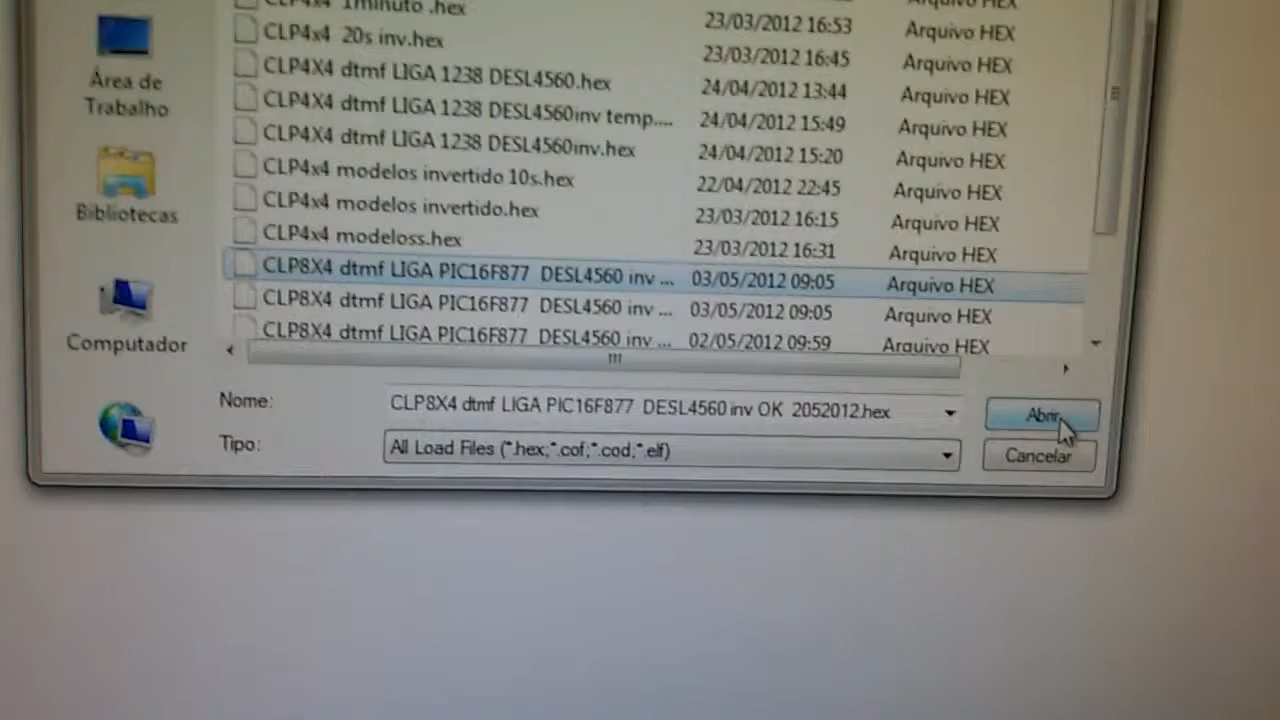 CLP4x4 1minuto .hex Arquivo HEX
CLP4x4 20s inv.hex 23/03/2012 16:53 Arquivo HEX
CLP4X4 dtmf LIGA 1238 DESL4560.hex 23/03/2012 16:45 Arquivo HEX
CLP4X4 dtmf LIGA 1238 DESL4560inv temp.... 24/04/2012 13:44 Arquivo HEX
CLP4X4 dtmf LIGA 1238 DESL4560inv.hex 24/04/2012 15:49 Arquivo HEX
CLP4x4 modelos invertido 10s.hex 24/04/2012 15:20 Arquivo HEX
CLP4x4 modelos invertido.hex 22/04/2012 22:45 Arquivo HEX
CLP4x4 modeloss.hex 23/03/2012 16:15 Arquivo HEX
23/03/2012 16:31 Arquivo HEX
CLP8X4 dtmf LIGA PIC16F877 DESL4560 inv ... 03/05/2012 09:05 Arquivo HEX
CLP8X4 dtmf LIGA PIC16F877 DESL4560 inv ... 03/05/2012 09:05 Arquivo HEX
CLP8X4 dtmf LIGA PIC16F877 DESL4560 inv ... 02/05/2012 09:59 Arquivo HEX
Área de
Trabalho
Bibliotecas
Computador
Nome: CLP8X4 dtmf LIGA PIC16F877 DESL4560 inv OK 2052012.hex Abrir
Tipo: All Load Files (*.hex;*.cof;*.cod;*.elf) Cancelar